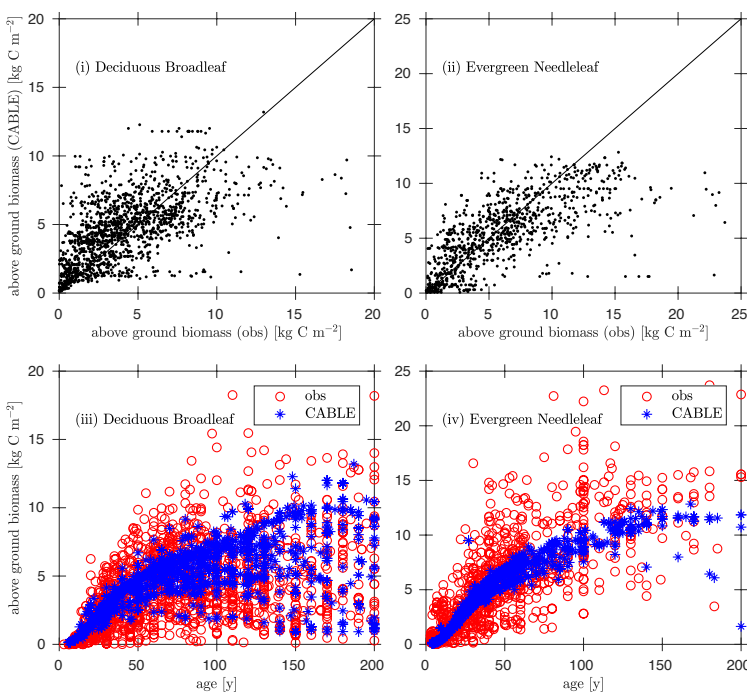 20
15
10
5
0
above ground biomass (CABLE) [kg C m−2]
(i) Deciduous Broadleaf
0 5 10 15 20
above ground biomass (obs) [kg C m−2]
25
20
15
10
5
0
(ii) Evergreen Needleleaf
0 5 10 15 20 25
above ground biomass (obs) [kg C m−2]
20
15
10
5
0
above ground biomass [kg C m−2]
obs
CABLE
(iii) Deciduous Broadleaf
0 50 100 150 200
age [y]
25
20
15
10
5
0
obs
CABLE
(iv) Evergreen Needleleaf
0 50 100 150 200
age [y]